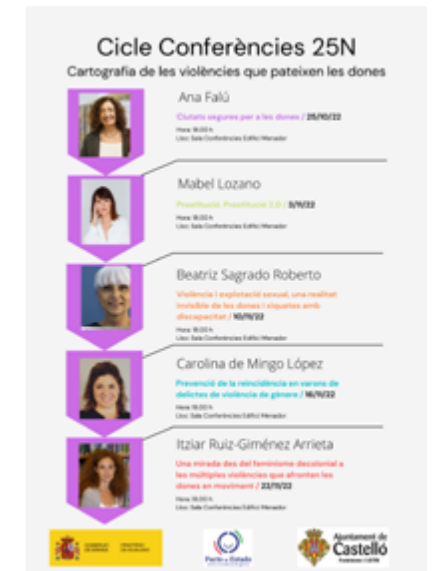 Cicle Conferències 25N
Cartografia de les violències que pateixen les dones
Ana Falú
Ciutats segures per a les dones / 25/10/22
Hora: 18.00 h
Lloc: Sala Conferències Edifici Menador
Mabel Lozano
Prostitució, Prostitució 2.0 / 3/11/22
Hora: 18.00 h
Lloc: Sala Conferències Edifici Menador
Beatriz Sagrado Roberto
Violència i explotació sexual, una realitat
invisible de les dones i xiquetes amb
discapacitat / 10/11/22
Hora: 18.00 h
Lloc: Sala Conferències Edifici Menador
Carolina de Mingo López
Prevenció de la reincidència en varons de
delictes de violència de gènere / 16/11/22
Hora: 18.00 h
Lloc: Sala Conferències Edifici Menador
Itziar Ruiz-Giménez Arrieta
Una mirada des del feminisme decolonial a
les múltiples violències que afronten les
dones en moviment / 22/11/22
Hora: 18.00 h
Lloc: Sala Conferències Edifici Menador
GOBIERNO DE ESPAÑA
MINISTERIO DE IGUALDAD
Pacto de Estado
Ajuntament de
Castelló